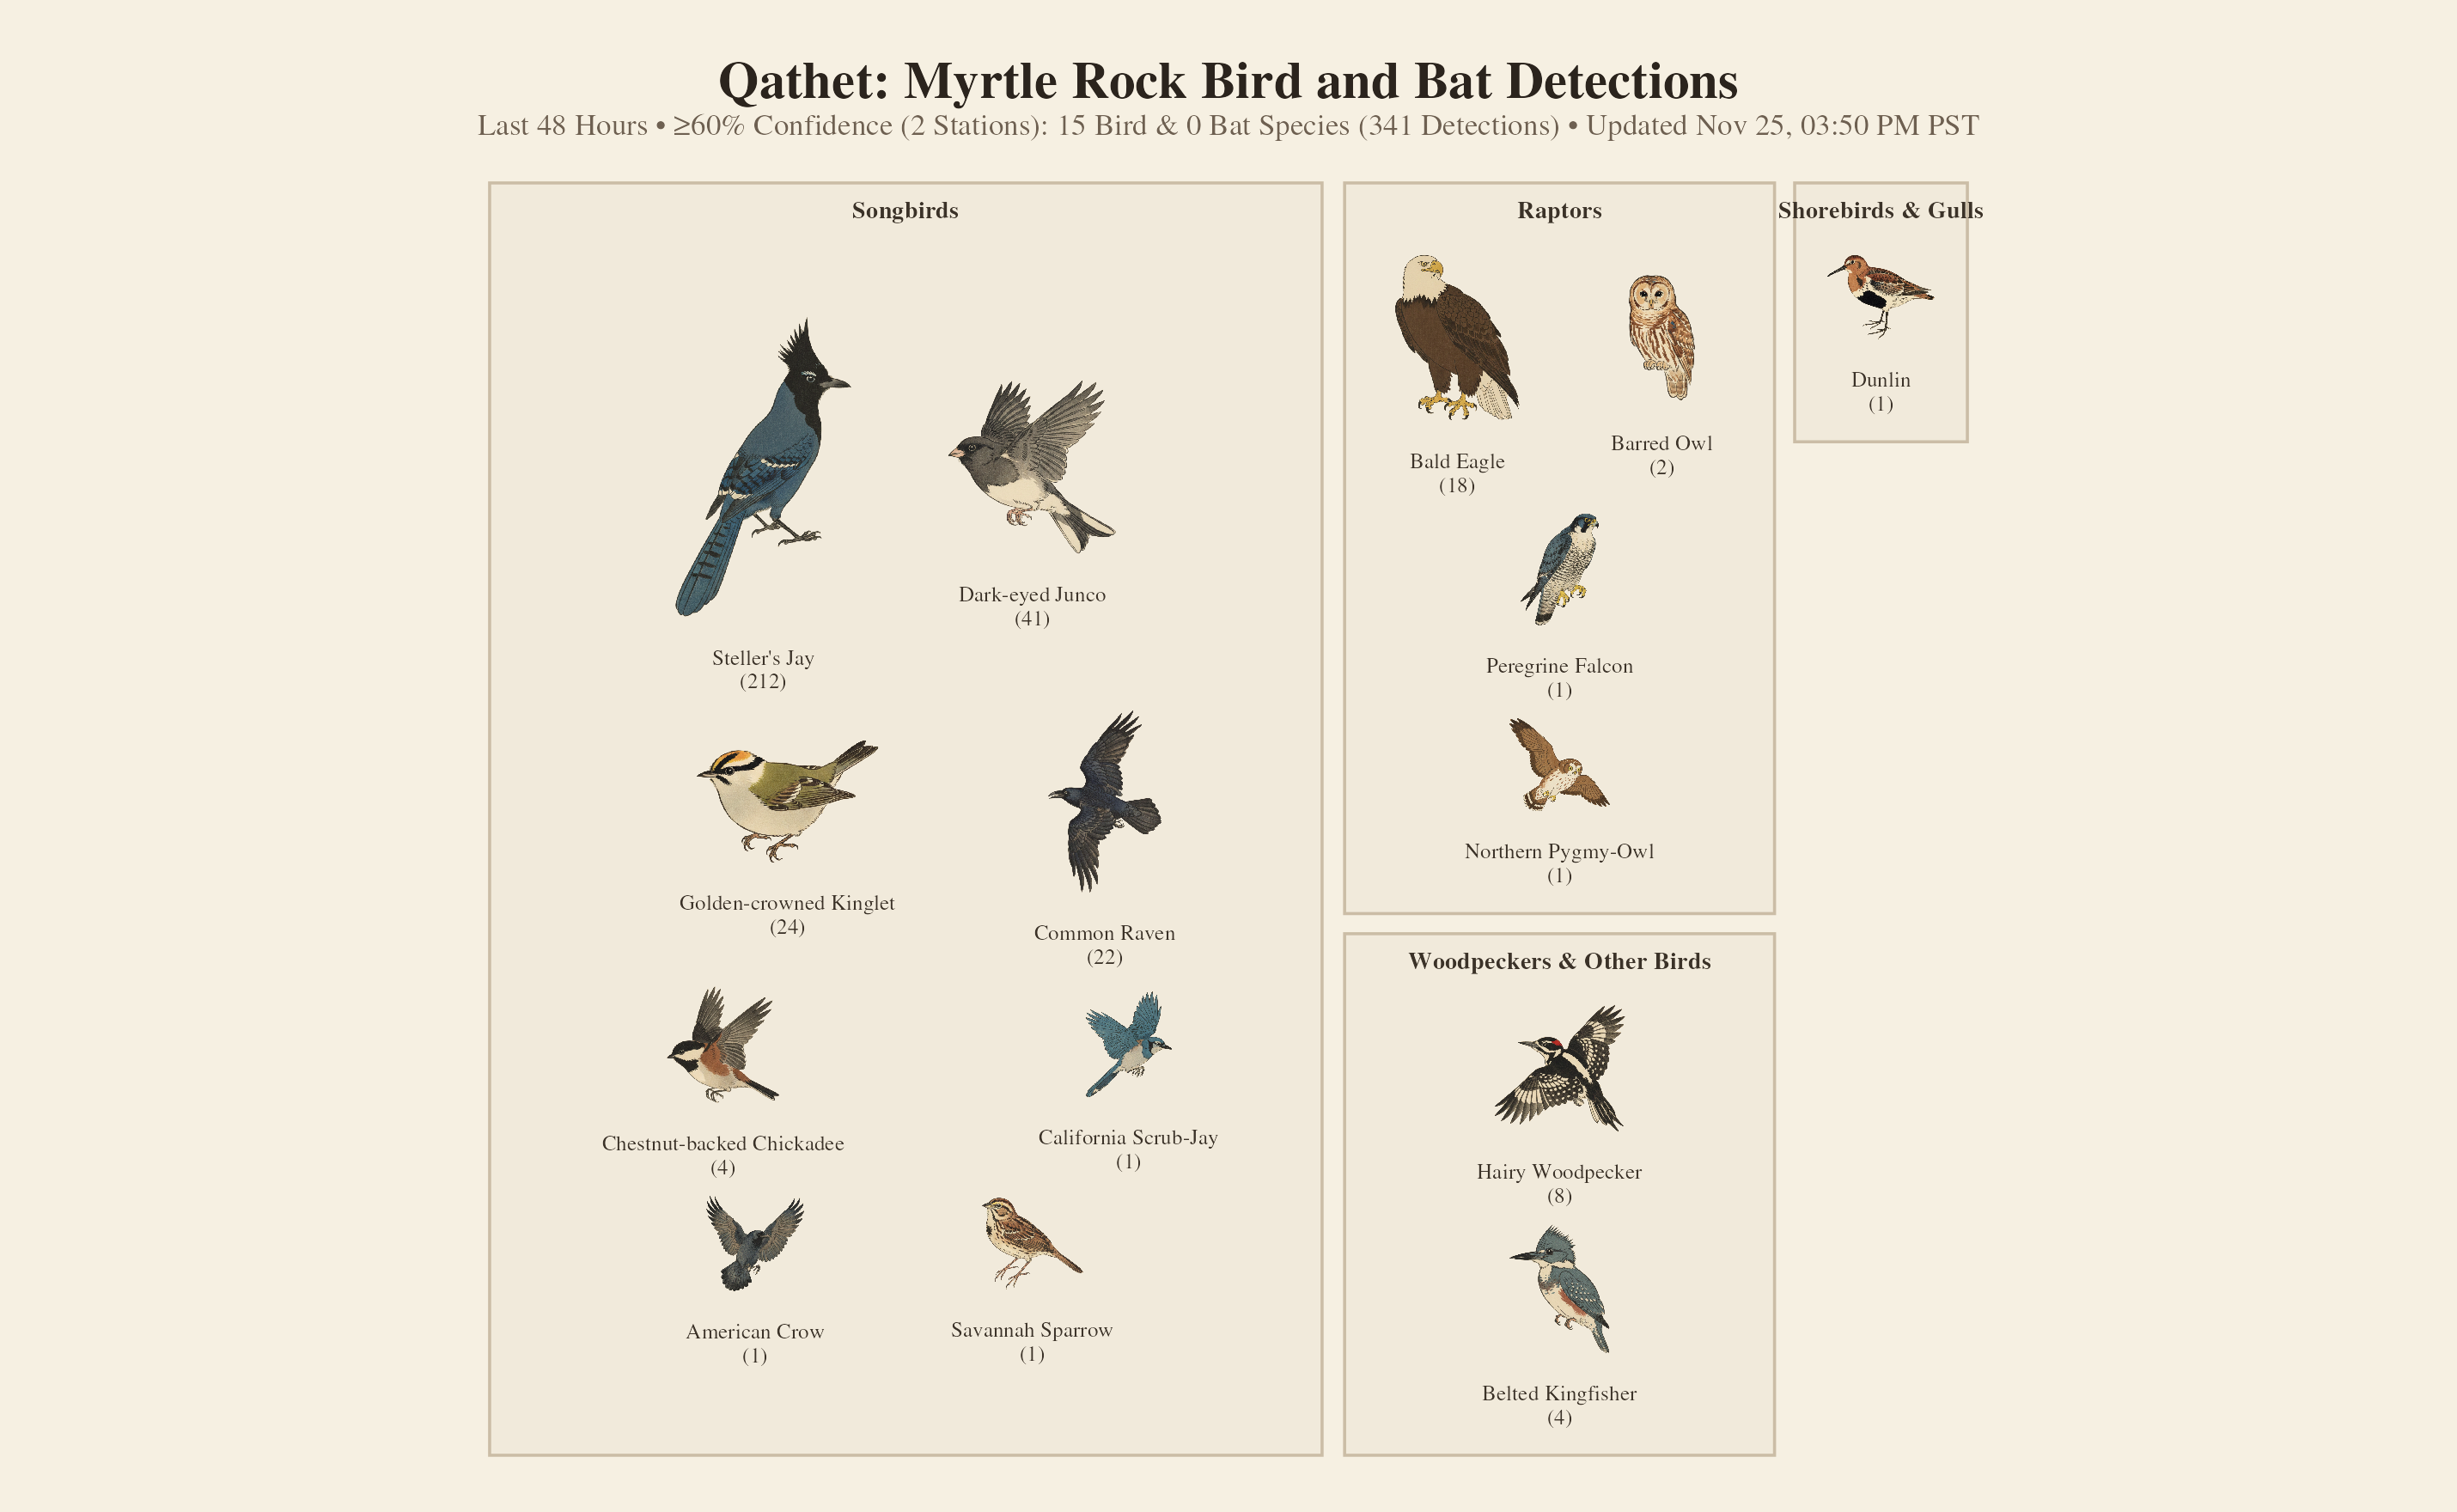 Qathet: Myrtle Rock Bird and Bat Detections
Last 48 Hours • ≥60% Confidence (2 Stations): 15 Bird & 0 Bat Species (341 Detections) • Updated Nov 25, 03:50 PM PST
Songbirds
Steller's Jay
(212)
Dark-eyed Junco
(41)
Golden-crowned Kinglet
(24)
Common Raven
(22)
Chestnut-backed Chickadee
(4)
California Scrub-Jay
(1)
American Crow
(1)
Savannah Sparrow
(1)
Raptors
Bald Eagle
(18)
Barred Owl
(2)
Peregrine Falcon
(1)
Northern Pygmy-Owl
(1)
Woodpeckers & Other Birds
Hairy Woodpecker
(8)
Belted Kingfisher
(4)
Shorebirds & Gulls
Dunlin
(1)